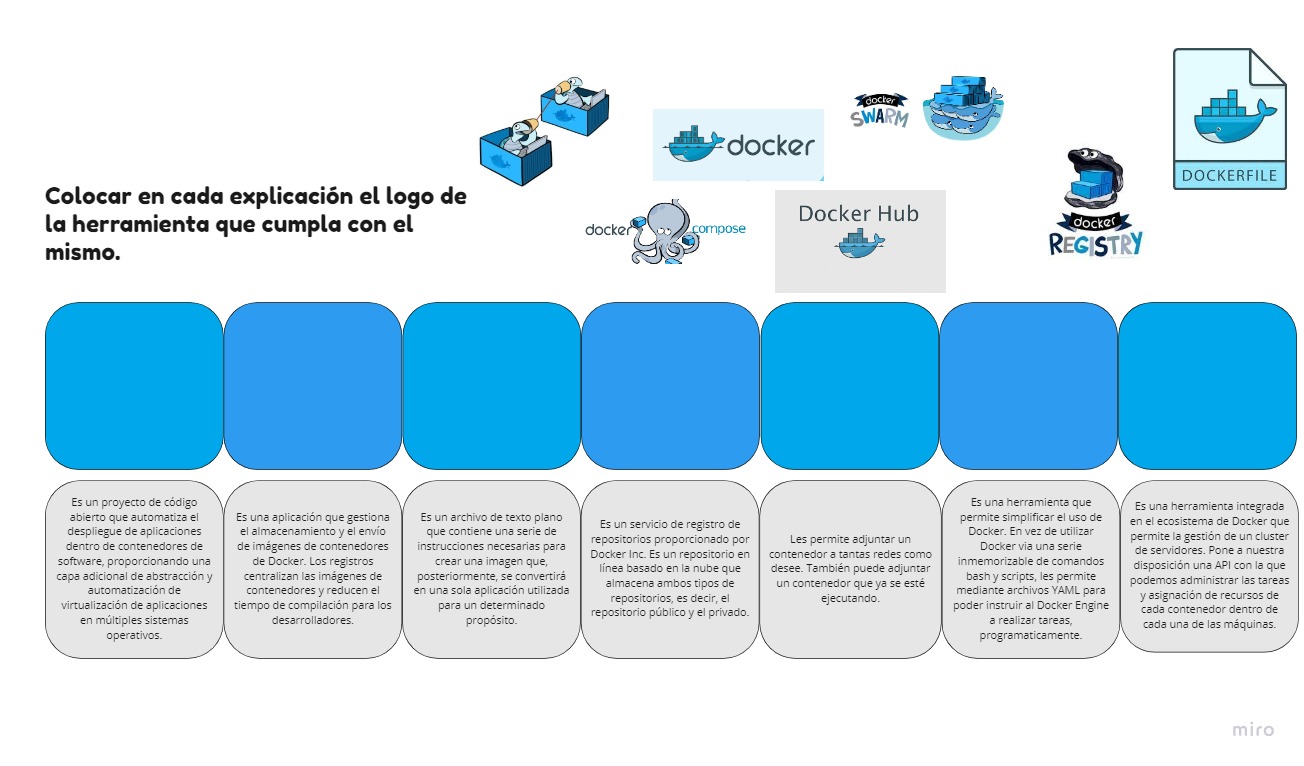 Colocar en cada explicación el logo de
la herramienta que cumpla con el
mismo.
docker
docker
SWARM
DOCKERFILE
docker compose
Docker Hub
docker
REGISTRY
Es un proyecto de código
abierto que automatiza el
despliegue de aplicaciones
dentro de contenedores de
software, proporcionando una
capa adicional de abstracción y
automatización de
virtualización de aplicaciones
en múltiples sistemas
operativos.
Es una aplicación que gestiona
el almacenamiento y el envío
de imágenes de contenedores
de Docker. Los registros
centralizan las imágenes de
contenedores y reducen el
tiempo de compilación para los
desarrolladores.
Es un archivo de texto plano
que contiene una serie de
instrucciones necesarias para
crear una imagen que,
posteriormente, se convertirá
en una sola aplicación utilizada
para un determinado
propósito.
Es un servicio de registro de
repositorios proporcionado por
Docker Inc. Es un repositorio en
línea basado en la nube que
almacena ambos tipos de
repositorios, es decir, el
repositorio público y el privado.
Les permite adjuntar un
contenedor a tantas redes como
desee. También puede adjuntar
un contenedor que ya se esté
ejecutando.
Es una herramienta que
permite simplificar el uso de
Docker. En vez de utilizar
Docker via una serie
inmemorizable de comandos
bash y scripts, les permite
mediante archivos YAML para
poder instruir al Docker Engine
a realizar tareas,
programaticamente.
Es una herramienta integrada
en el ecosistema de Docker que
permite la gestión de un cluster
de servidores. Pone a nuestra
disposición una API con la que
podemos administrar las tareas
y asignación de recursos de
cada contenedor dentro de
cada una de las máquinas.
miro